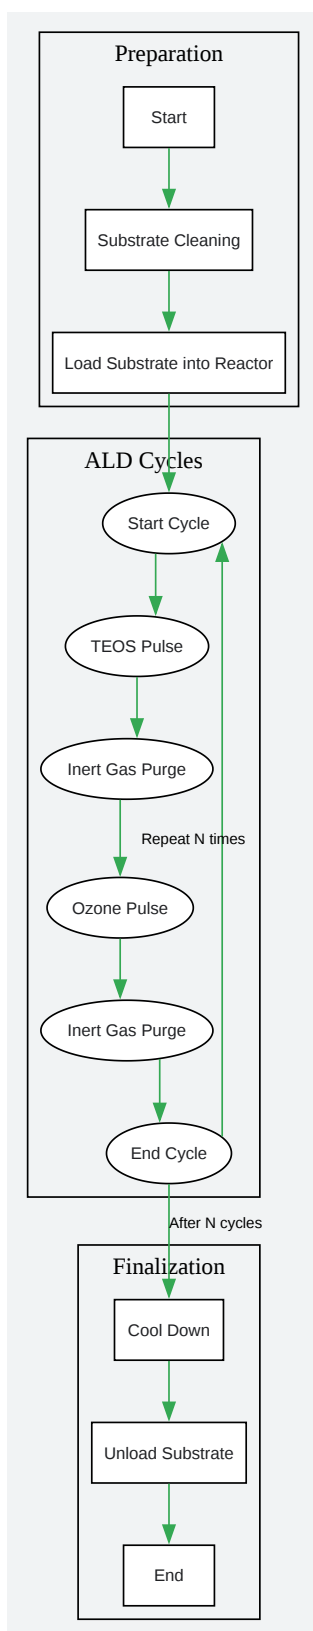 Preparation
Start
Substrate Cleaning
Load Substrate into Reactor
ALD Cycles
Start Cycle
TEOS Pulse
Inert Gas Purge
Repeat N times
Ozone Pulse
Inert Gas Purge
End Cycle
After N cycles
Finalization
Cool Down
Unload Substrate
End